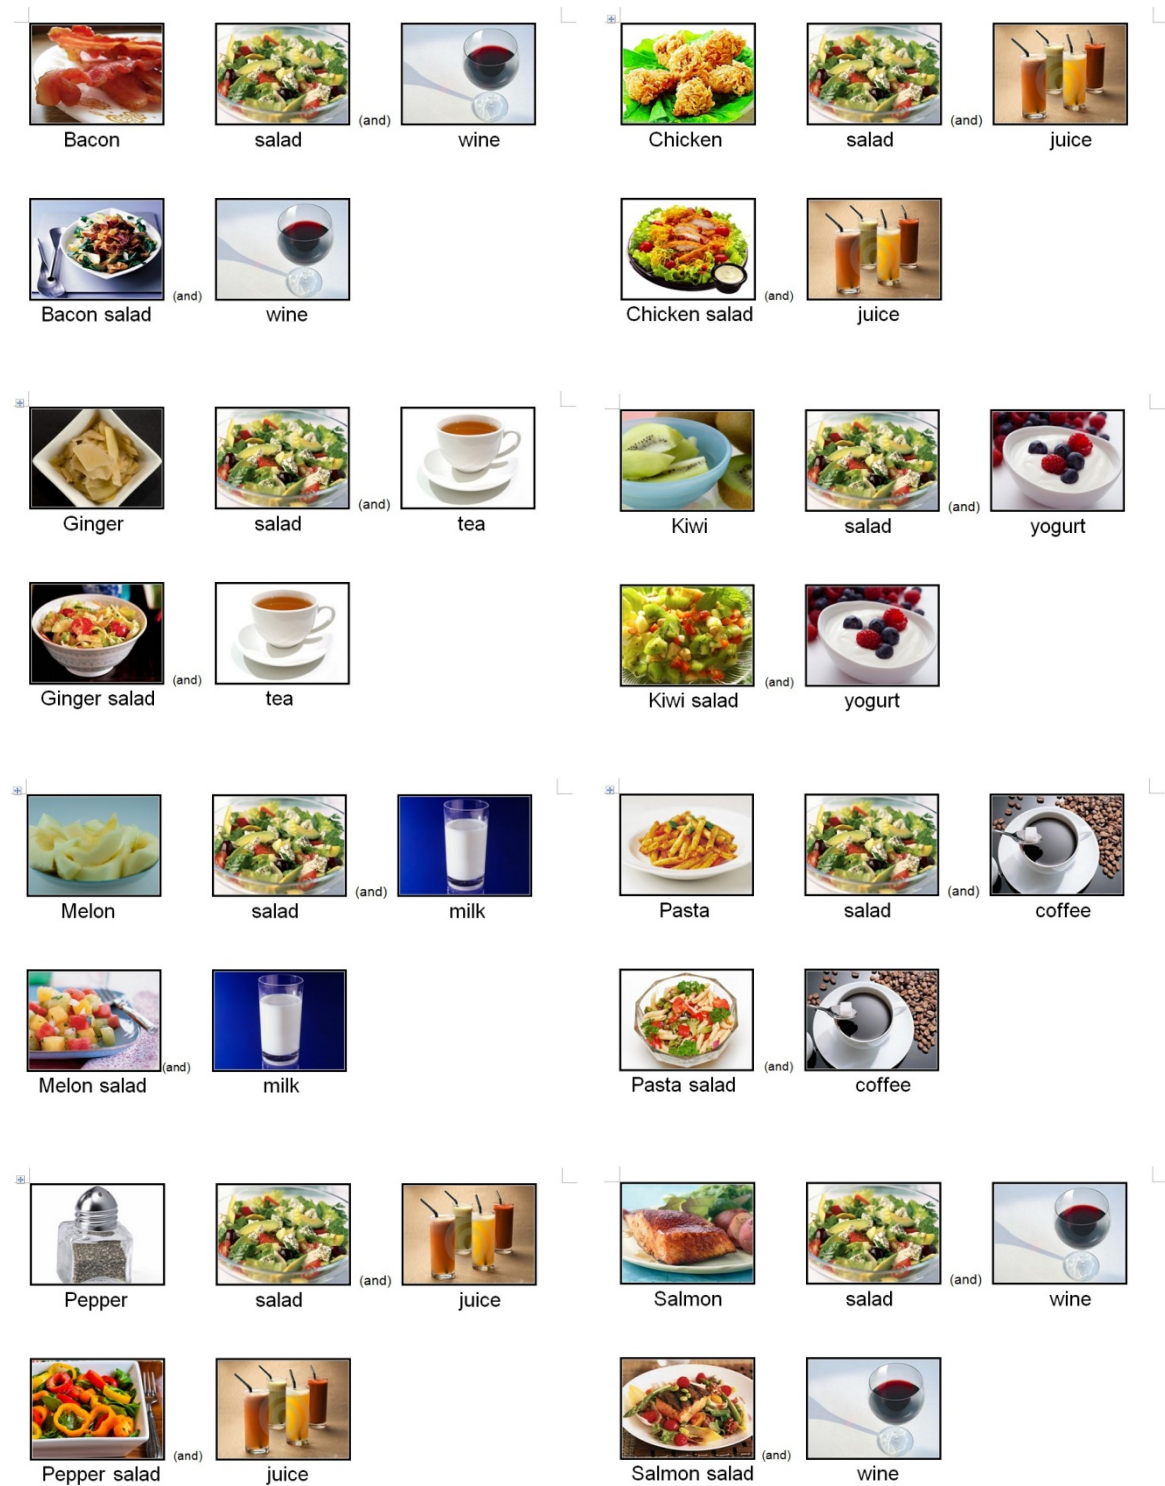 Bacon salad (and) wine
Chicken salad (and) juice
Bacon salad (and) wine
Chicken salad (and) juice
Ginger salad (and) tea
Kiwi salad (and) yogurt
Ginger salad (and) tea
Kiwi salad (and) yogurt
Melon salad (and) milk
Pasta salad (and) coffee
Melon salad (and) milk
Pasta salad (and) coffee
Pepper salad (and) juice
Salmon salad (and) wine
Pepper salad (and) juice
Salmon salad (and) wine